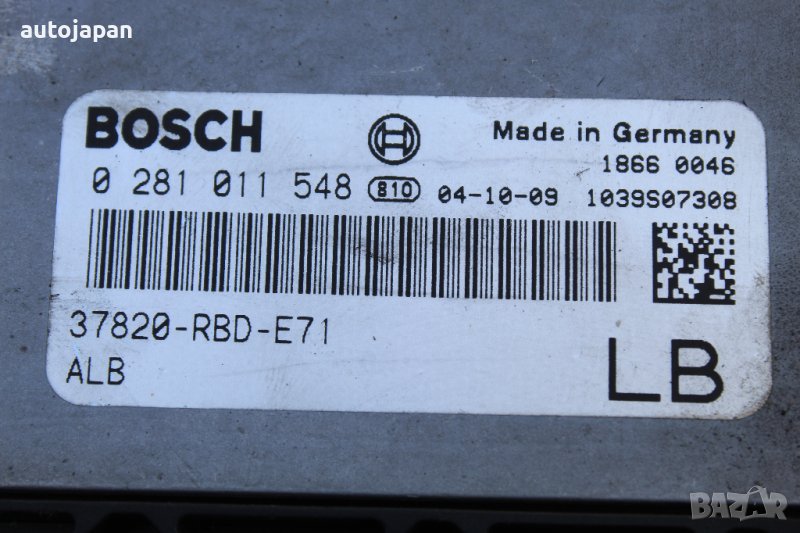 autojapan
BOSCH
Made in Germany
1866 0046
0 281 011 548 810 04-10-09 1039S07308
37820-RBD-E71
ALB
LB
BAZAR